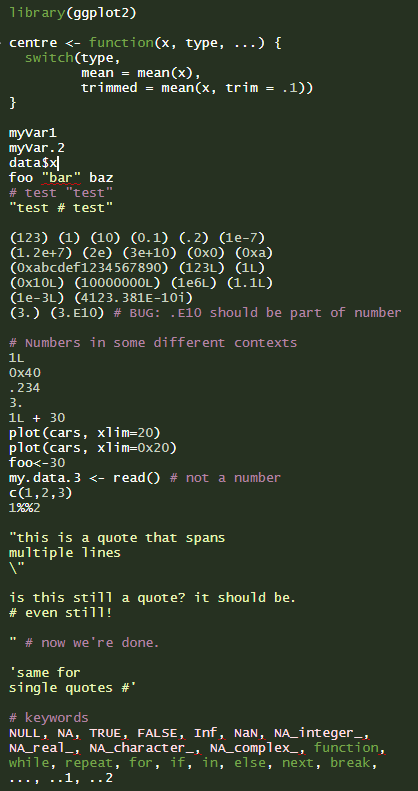 library(ggplot2)
centre <- function(x, type, ...) {
switch(type,
mean = mean(x),
trimmed = mean(x, trim = .1))
}
myVar1
myVar.2
data$x
foo "bar" baz
# test "test"
"test # test"
(123) (1) (10) (0.1) (.2) (1e-7)
(1.2e+7) (2e) (3e+10) (0x0) (0xa)
(0xabcdef1234567890) (123L) (1L)
(0x10L) (10000000L) (1e6L) (1.1L)
(1e-3L) (4123.381E-10i)
(3.) (3.E10) # BUG: .E10 should be part of number
# Numbers in some different contexts
1L
0x40
.234
3.
1L + 30
plot(cars, xlim=20)
plot(cars, xlim=0x20)
foo<-30
my.data.3 <- read() # not a number
c(1,2,3)
1%%2
"this is a quote that spans
multiple lines
\"
is this still a quote? it should be.
# even still!
" # now we're done.
'same for
single quotes #'
# keywords
NULL, NA, TRUE, FALSE, Inf, NaN, NA_integer_,
NA_real_, NA_character_, NA_complex_, function,
while, repeat, for, if, in, else, next, break,
..., ..1, ..2